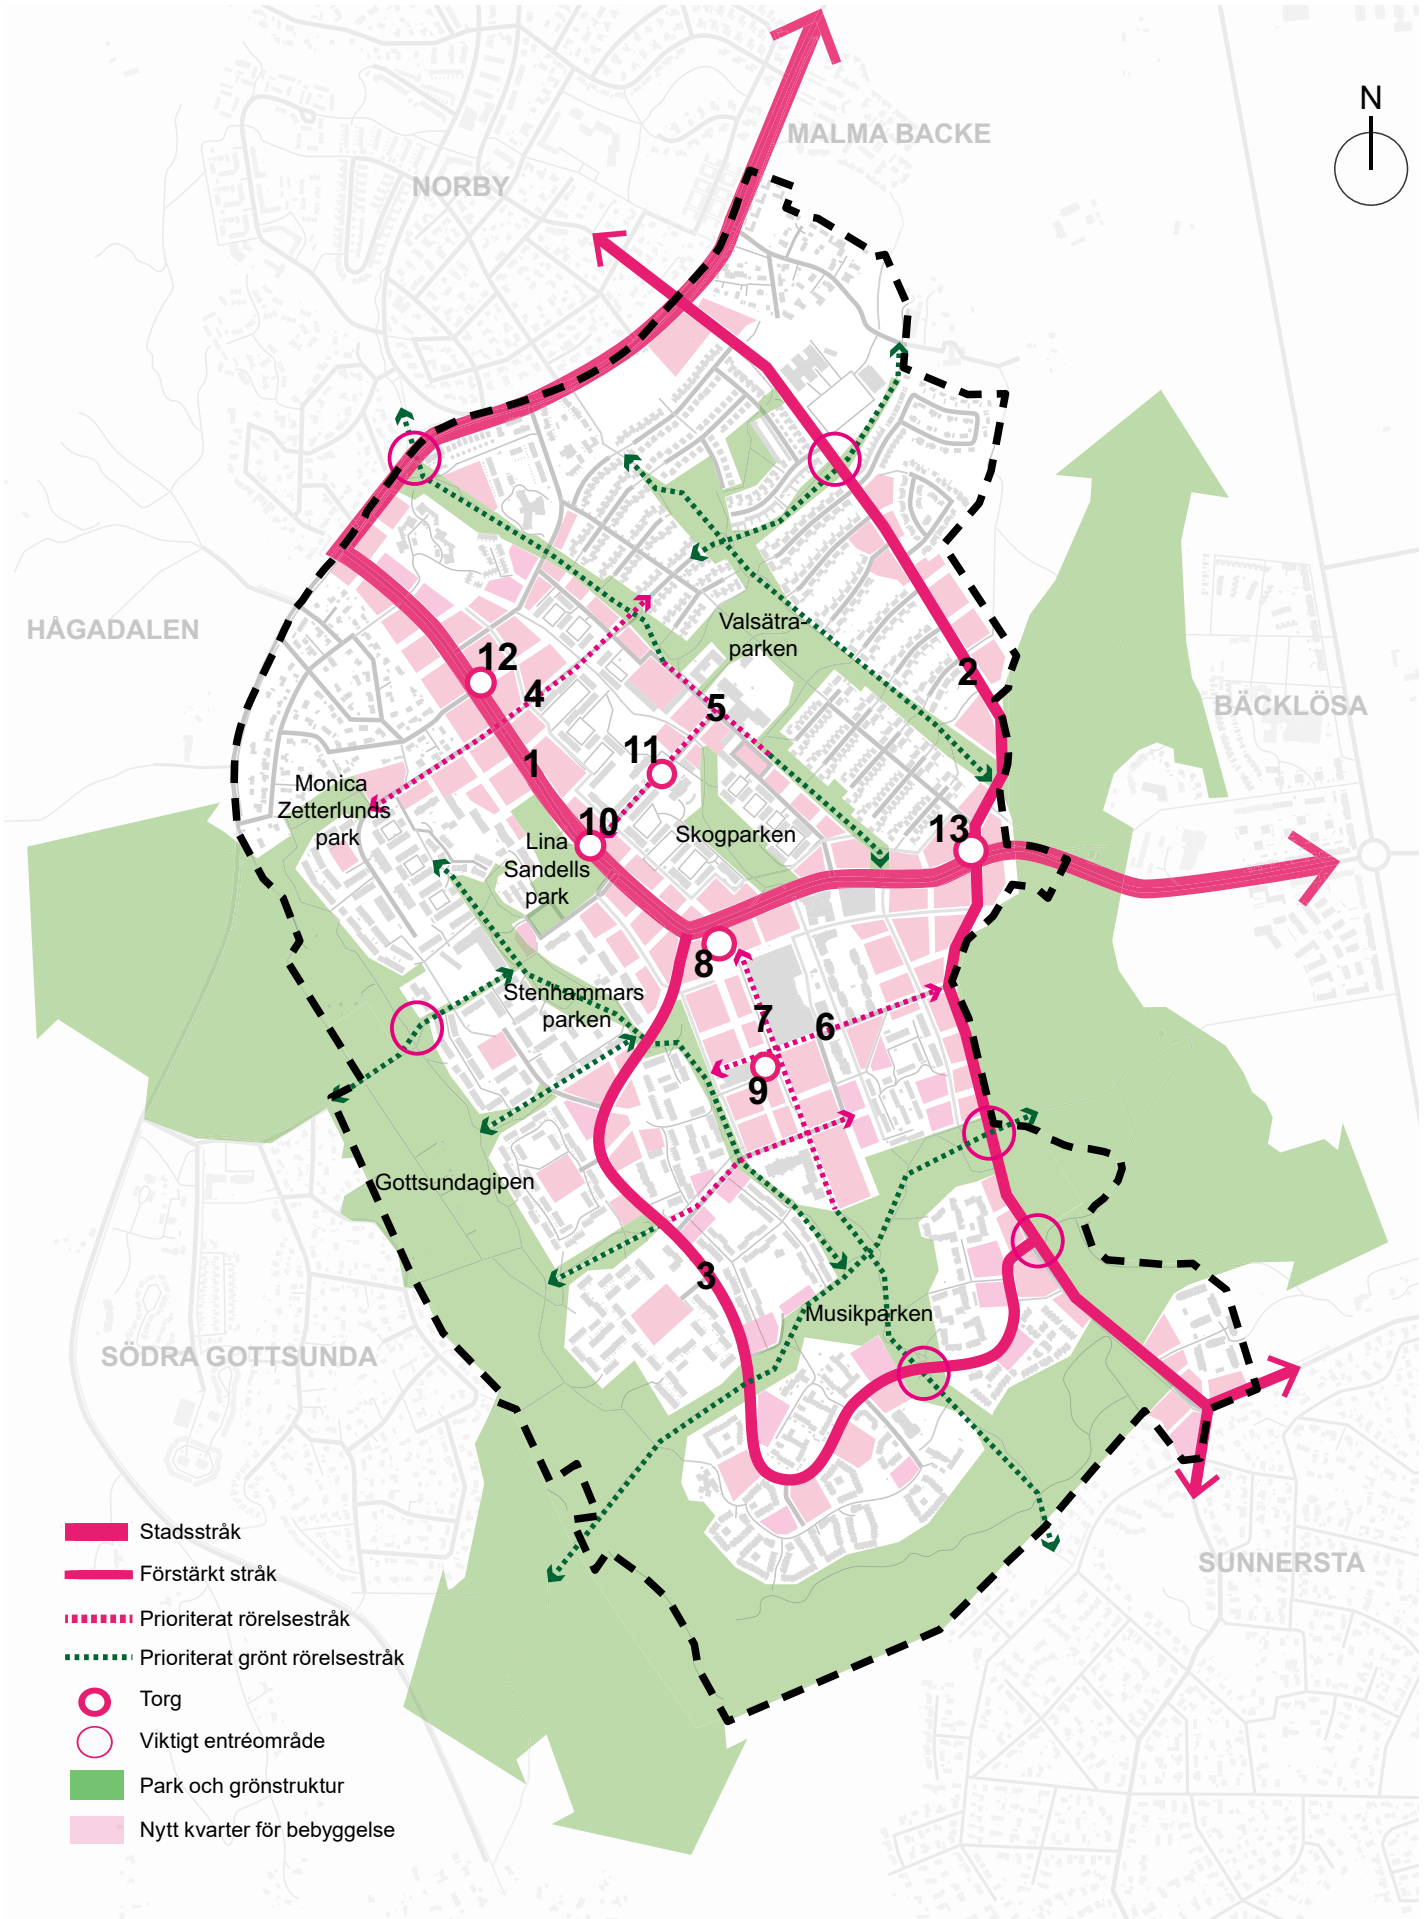 N
MALMA BACKE
NORBY
HÅGADALEN
Valsätra-
parken
12
4
2
5
BÄCKLÖSA
11
1
Monica
Zetterlunds
park
10
Lina
Sandells
park
Skogparken
13
8
Stenhammars
parken
7
6
9
Gottsundagipen
3
Musikparken
SÖDRA GOTTSUNDA
SUNNERSTA
Stadsstråk
Förstärkt stråk
Prioriterat rörelsestråk
Prioriterat grönt rörelsestråk
Torg
Viktigt entréområde
Park och grönstruktur
Nytt kvarter för bebyggelse